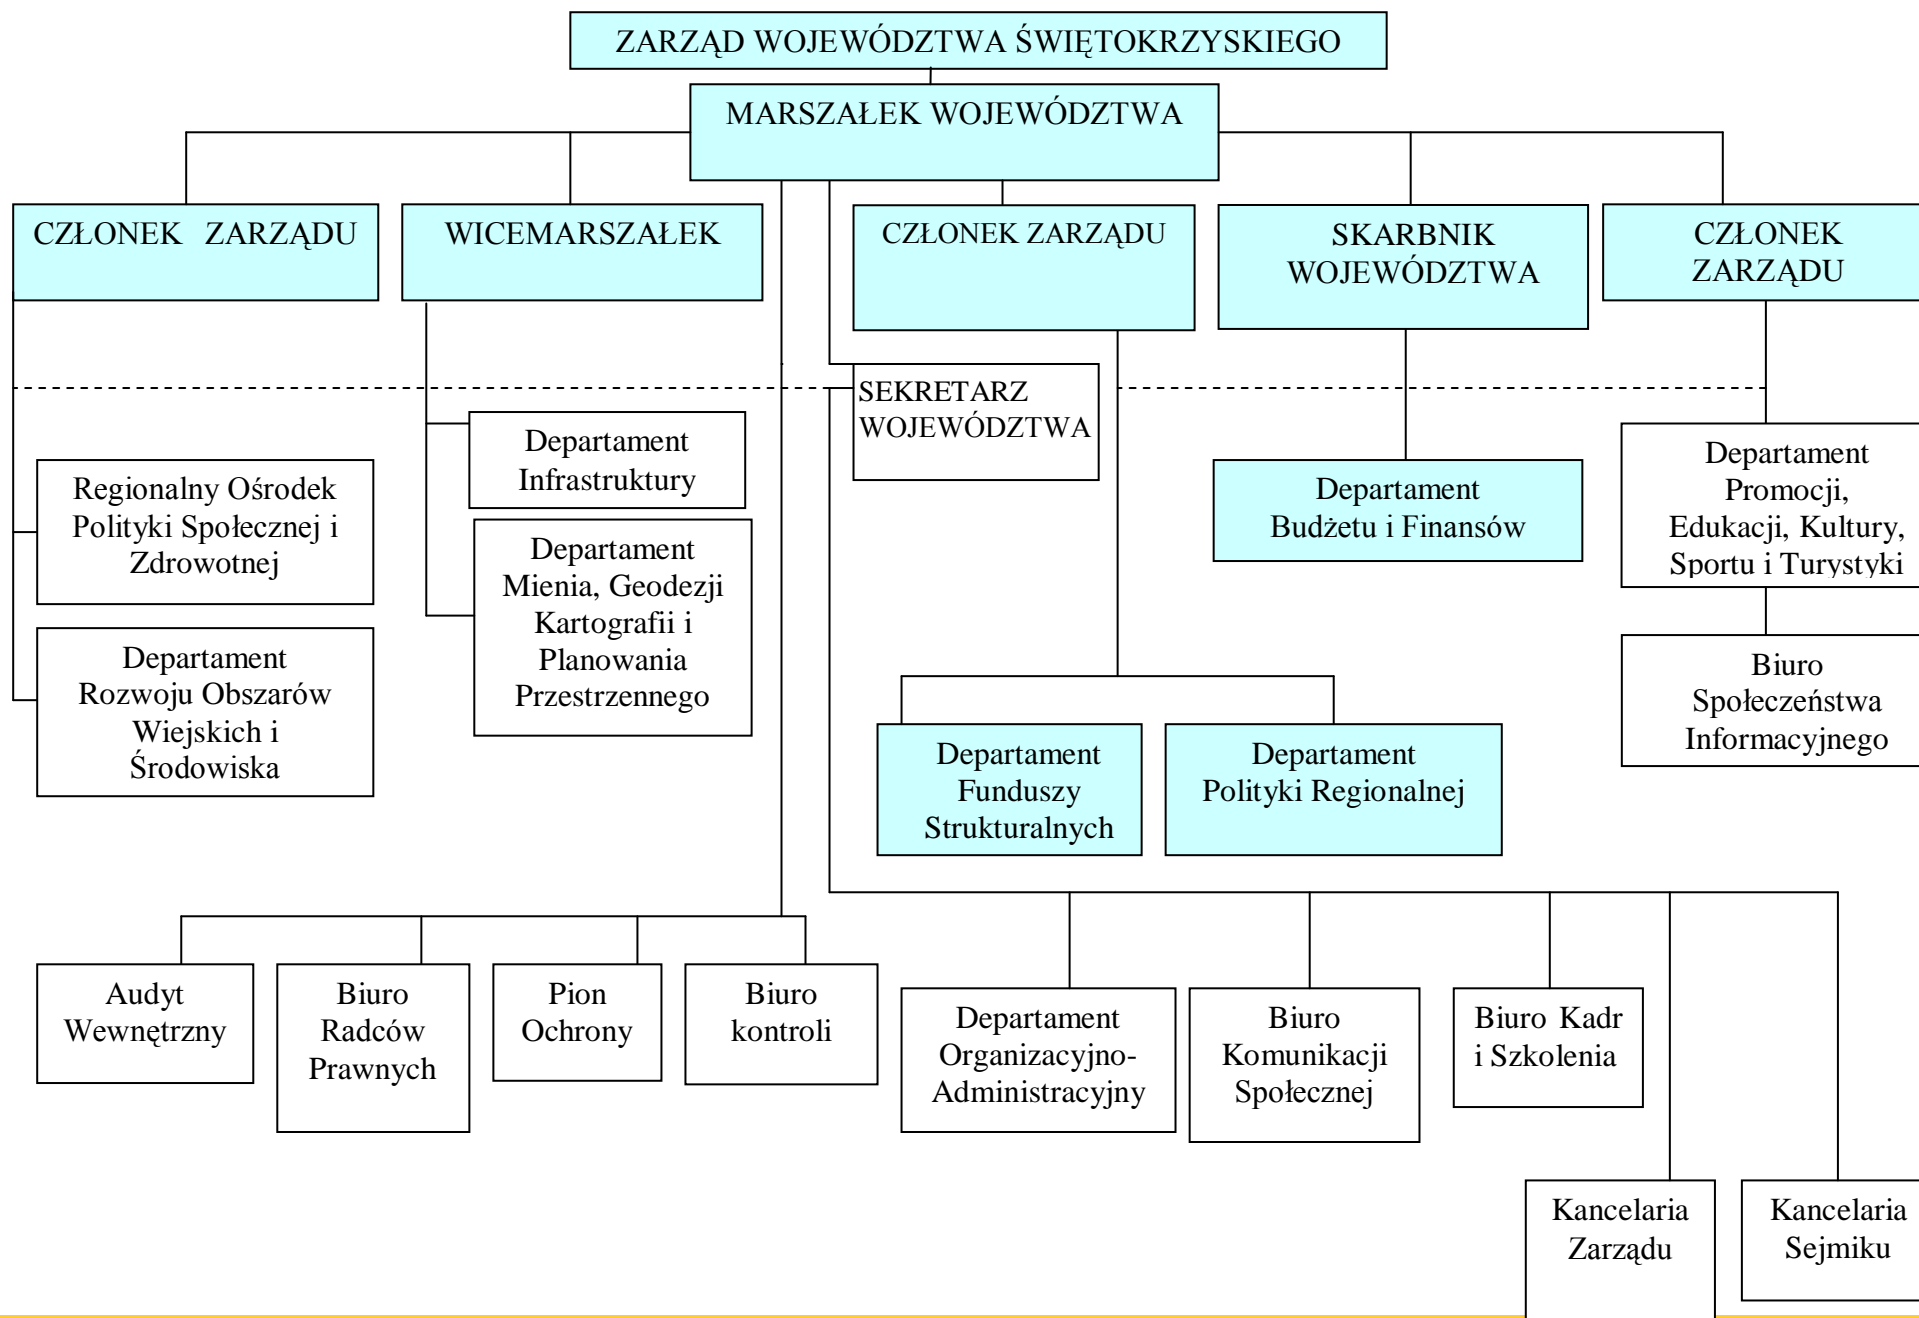 ZARZĄD WOJEWÓDZTWA ŚWIĘTOKRZYSKIEGO
MARSZAŁEK WOJEWÓDZTWA
CZŁONEK ZARZĄDU
WICEMARSZAŁEK
CZŁONEK ZARZĄDU
SKARBNIK
WOJEWÓDZTWA
CZŁONEK
ZARZĄDU
SEKRETARZ
WOJEWÓDZTWA
Regionalny Ośrodek
Polityki Społecznej i
Zdrowotnej
Departament
Rozwoju Obszarów
Wiejskich i
Środowiska
Departament
Infrastruktury
Departament
Mienia, Geodezji
Kartografii i
Planowania
Przestrzennego
Departament
Budżetu i Finansów
Departament
Promocji,
Edukacji, Kultury,
Sportu i Turystyki
Biuro
Społeczeństwa
Informacyjnego
Departament
Funduszy
Strukturalnych
Departament
Polityki Regionalnej
Audyt
Wewnętrzny
Biuro
Radców
Prawnych
Pion
Ochrony
Biuro
kontroli
Departament
Organizacyjno-
Administracyjny
Biuro
Komunikacji
Społecznej
Biuro Kadr
i Szkolenia
Kancelaria
Zarządu
Kancelaria
Sejmiku